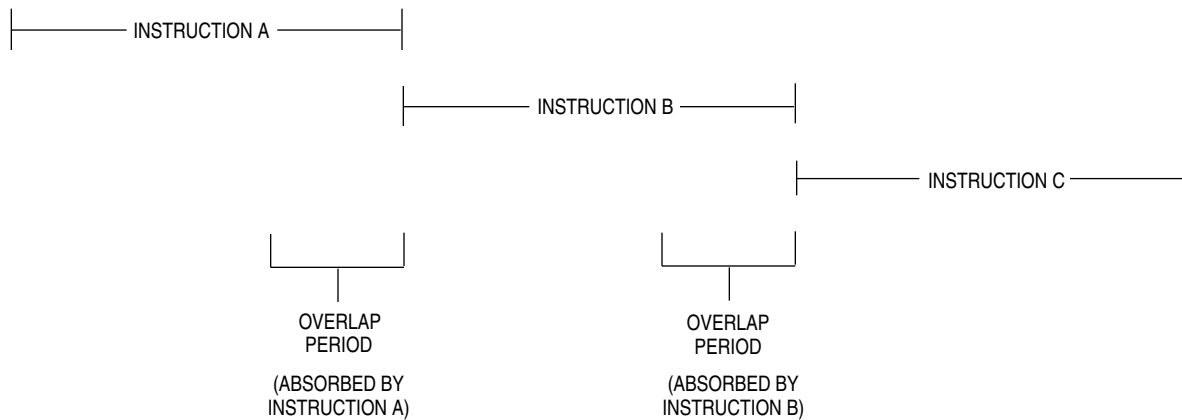 INSTRUCTION A
INSTRUCTION B
INSTRUCTION C
OVERLAP
PERIOD
(ABSORBED BY
INSTRUCTION A)
OVERLAP
PERIOD
(ABSORBED BY
INSTRUCTION B)